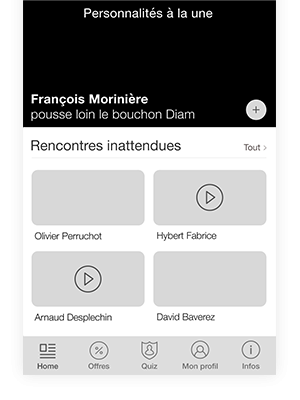 Personnalités à la une
François Morinière
pousse loin le bouchon Diam
+
Rencontres inattendues
Tout >
Olivier Perruchot
Hybert Fabrice
Arnaud Desplechin
David Baverez
Home
%
Offres
Quiz
Mon profil
i
Infos